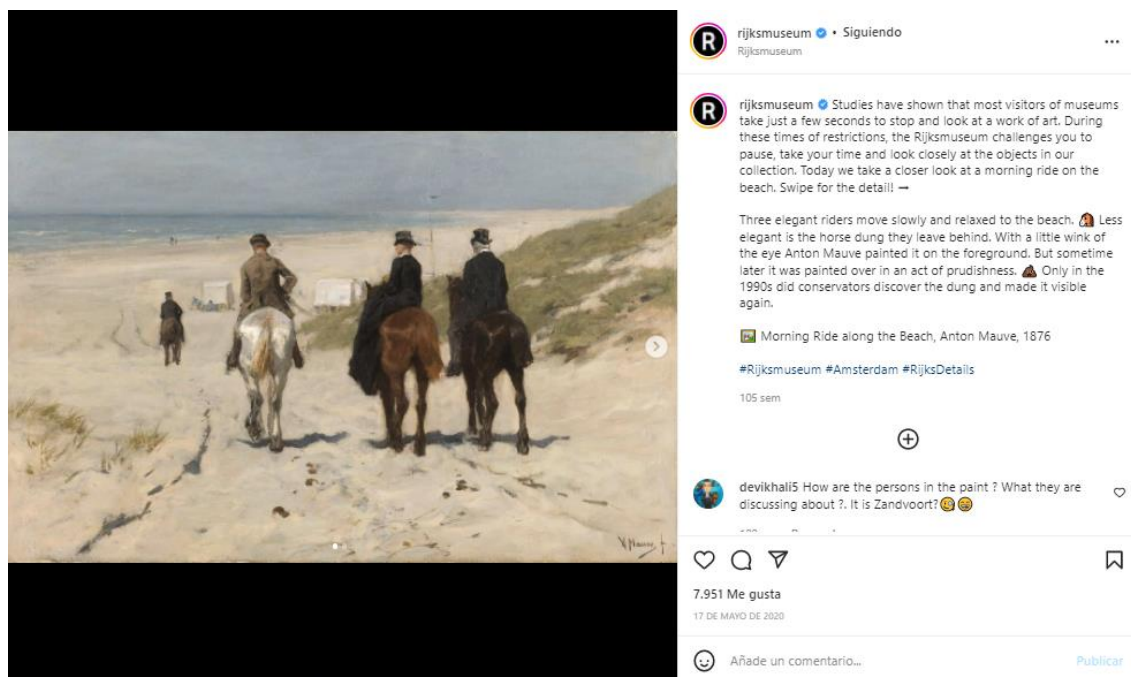 rijksmuseum • Siguiendo
Rijksmuseum
rijksmuseum Studies have shown that most visitors of museums
take just a few seconds to stop and look at a work of art. During
these times of restrictions, the Rijksmuseum challenges you to
pause, take your time and look closely at the objects in our
collection. Today we take a closer look at a morning ride on the
beach. Swipe for the detail! →
Three elegant riders move slowly and relaxed to the beach. 🐴 Less
elegant is the horse dung they leave behind. With a little wink of
the eye Anton Mauve painted it on the foreground. But sometime
later it was painted over in an act of prudishness. 💩 Only in the
1990s did conservators discover the dung and made it visible
again.
🖼 Morning Ride along the Beach, Anton Mauve, 1876
#Rijksmuseum #Amsterdam #RijksDetails
105 sem
devikhali5 How are the persons in the paint ? What they are
discussing about ?. It is Zandvoort?🧐😄
A Mauve f
7.951 Me gusta
17 DE MAYO DE 2020
Añade un comentario...
Publicar